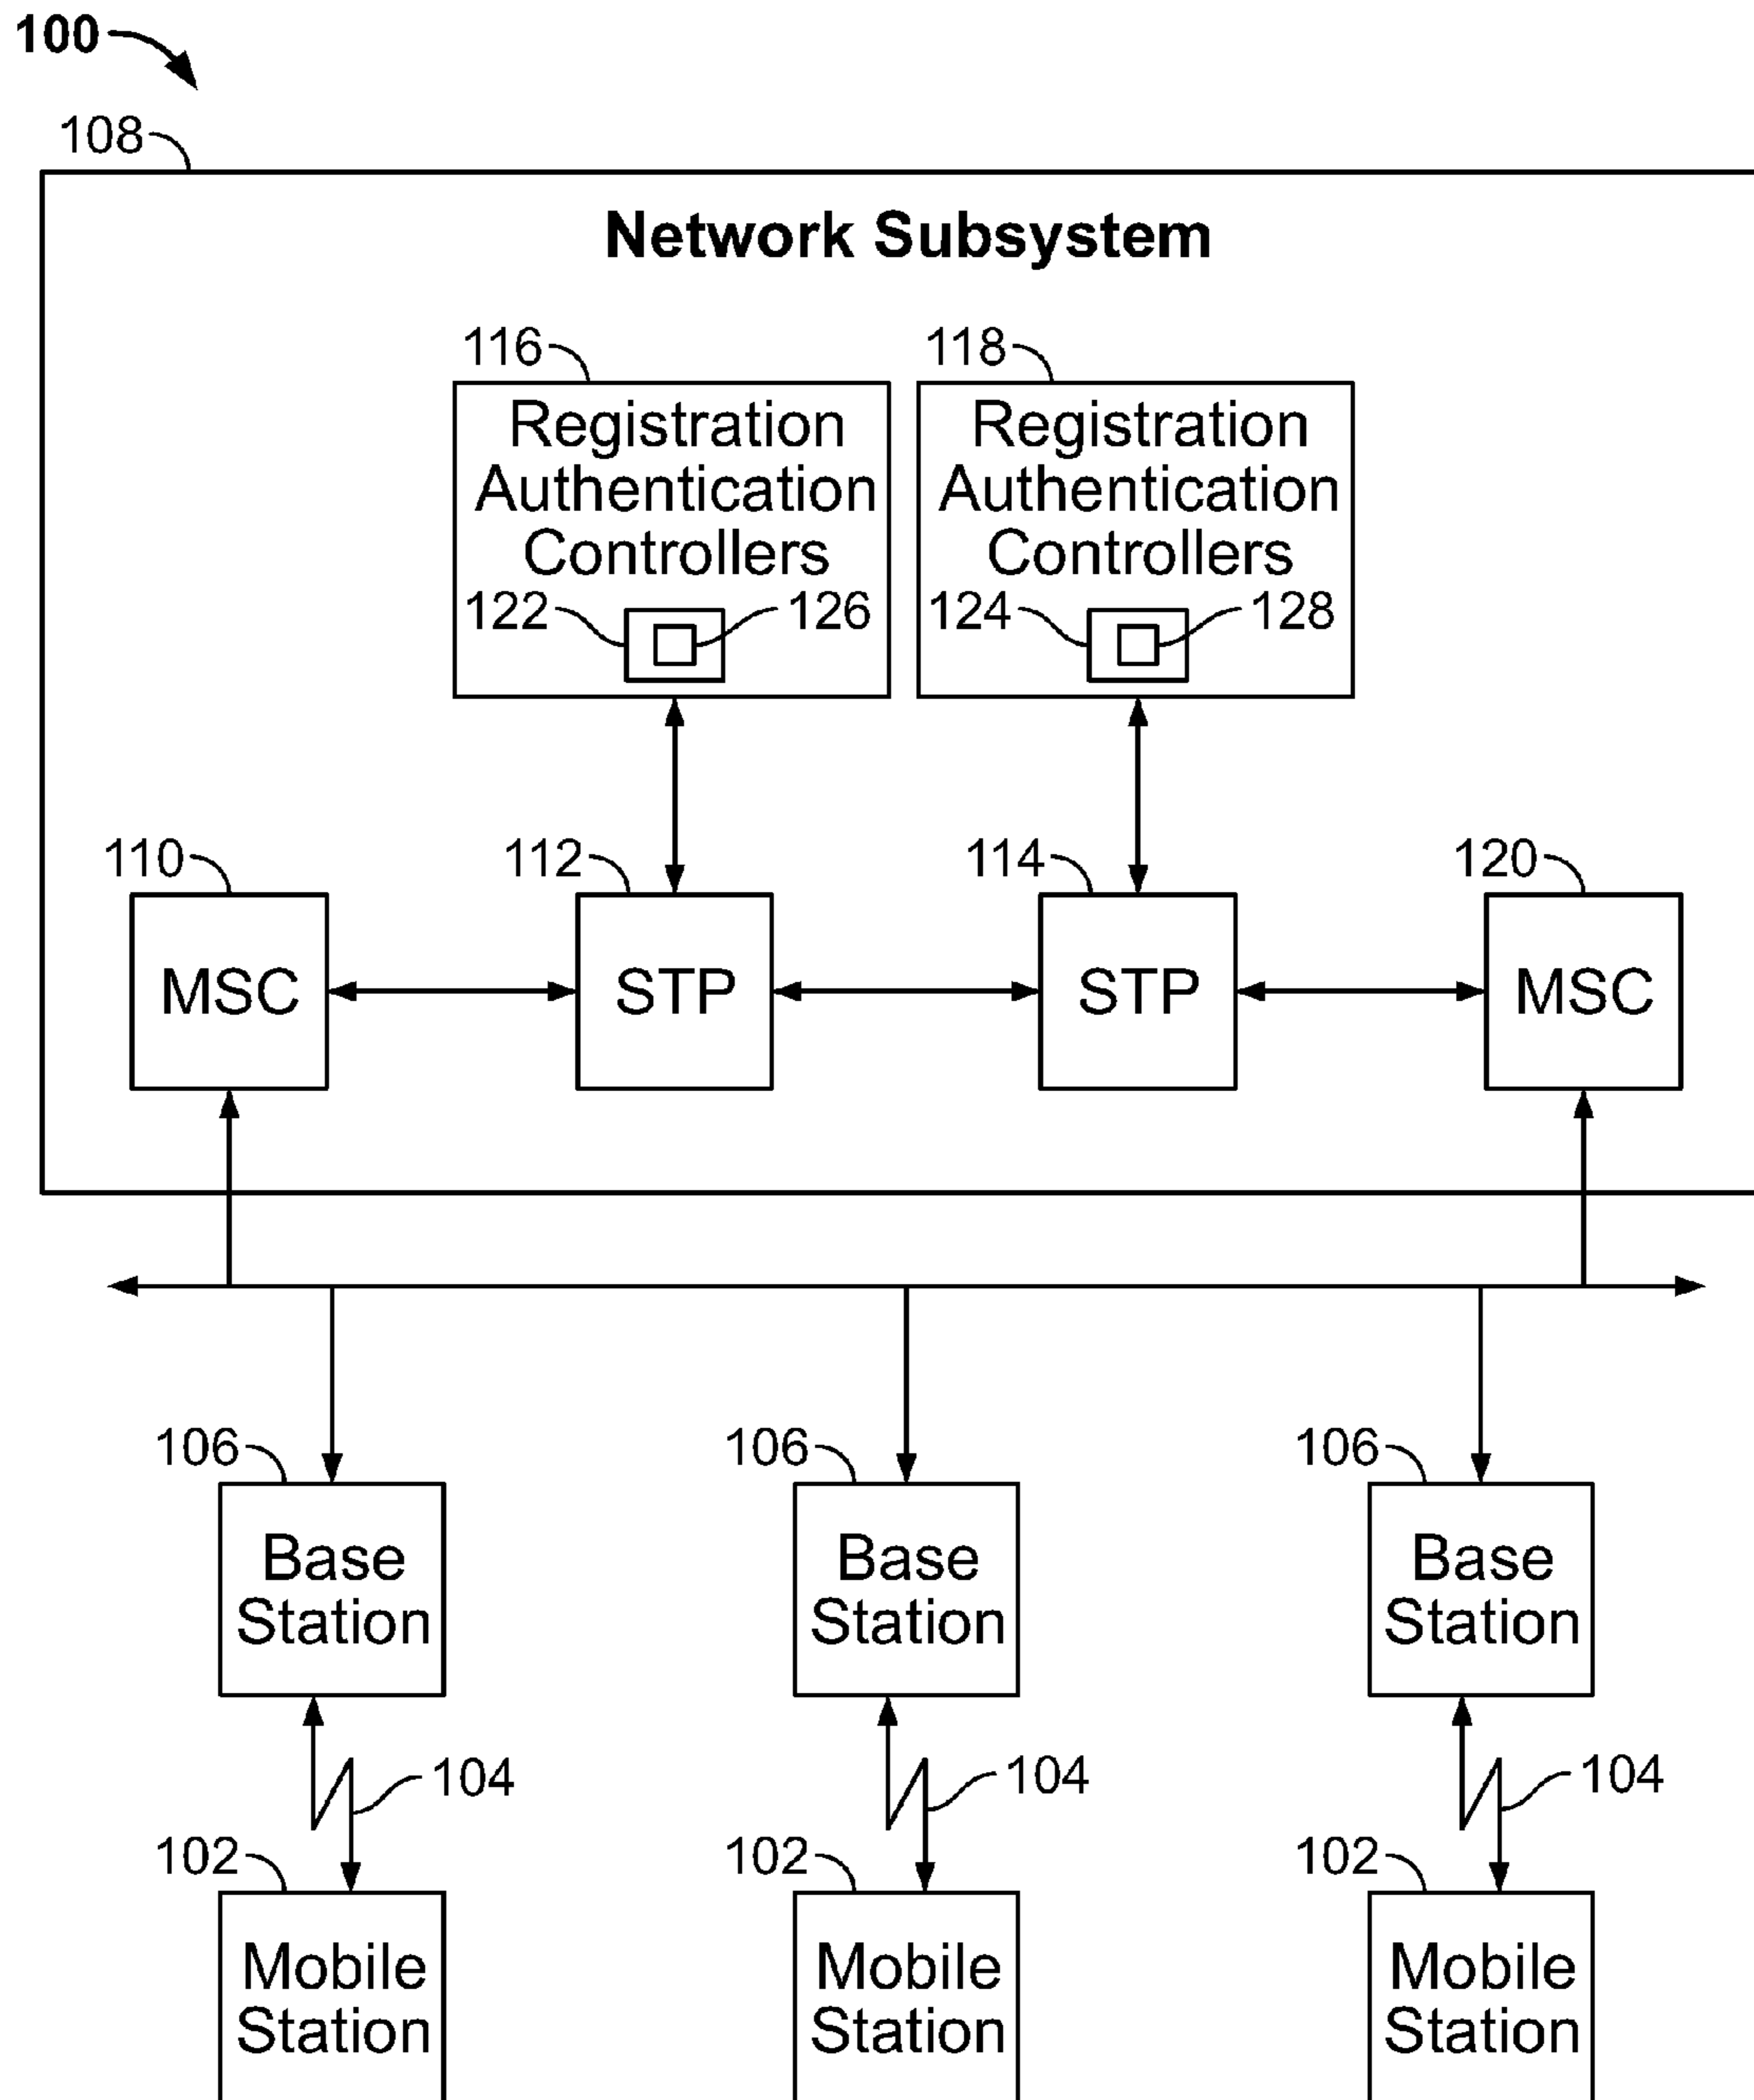 100
108
Network Subsystem
116
118
Registration
Authentication
Controllers
122
126
Registration
Authentication
Controllers
124
128
110
112
114
120
MSC
STP
STP
MSC
106
106
106
Base
Station
Base
Station
Base
Station
104
104
104
102
102
102
Mobile
Station
Mobile
Station
Mobile
Station